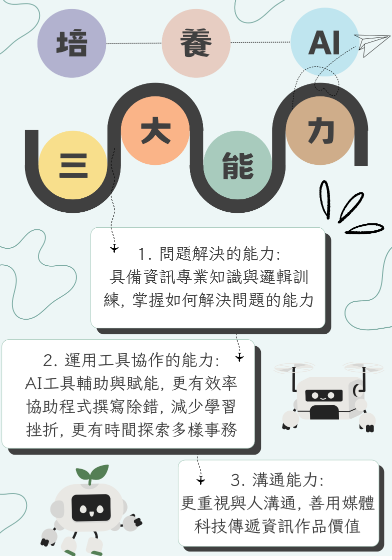 培養AI
三大能力
1. 問題解決的能力:
具備資訊專業知識與邏輯訓
練, 掌握如何解決問題的能力
2. 運用工具協作的能力:
AI工具輔助與賦能, 更有效率
協助程式撰寫除錯, 減少學習
挫折, 更有時間探索多樣事務
3. 溝通能力:
更重視與人溝通, 善用媒體
科技傳遞資訊作品價值